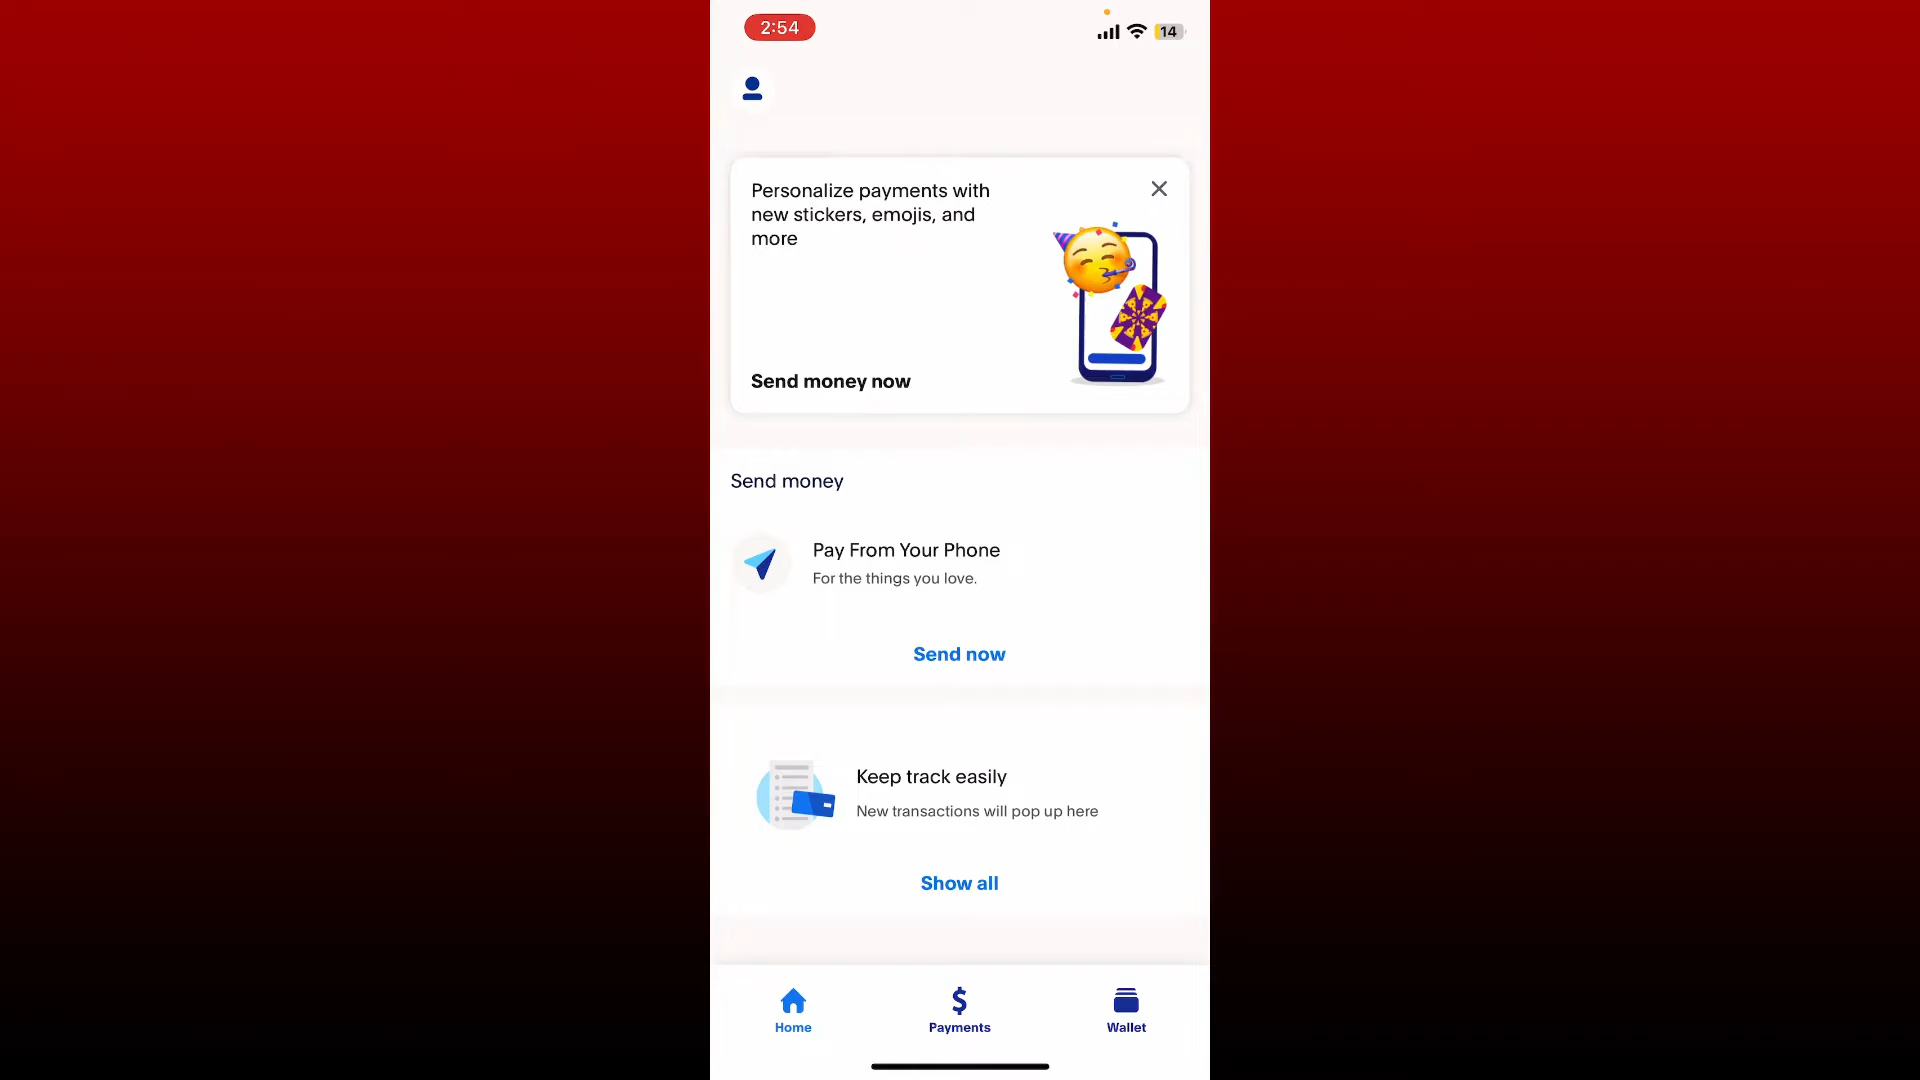 2:54
14
Personalize payments with
new stickers, emojis, and
more
Send money now
Send money
Pay From Your Phone
For the things you love.
Send now
Keep track easily
New transactions will pop up here
Show all
Home
Payments
Wallet